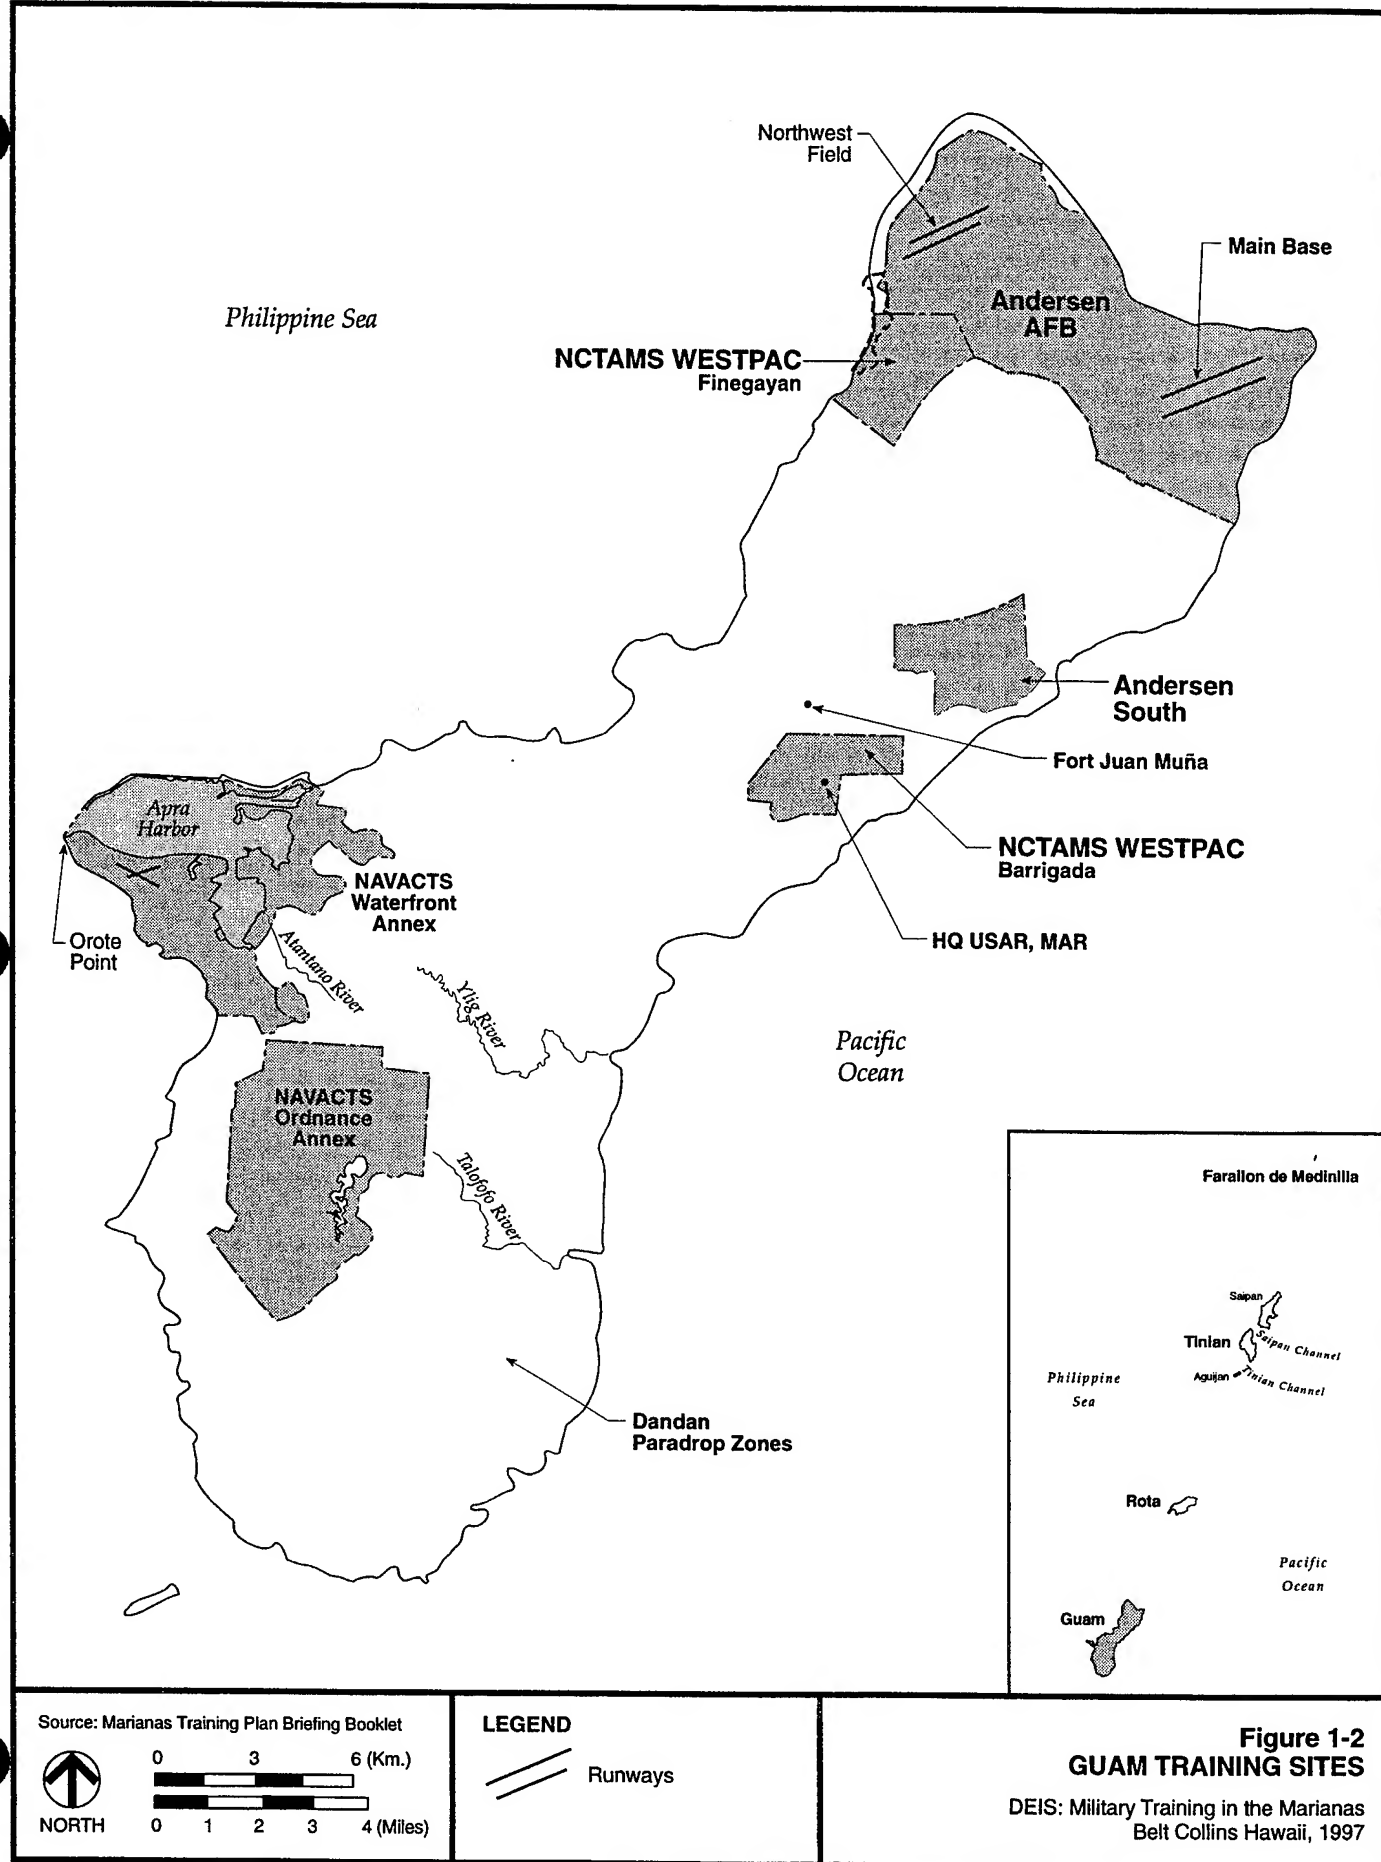 Northwest
Field
Main Base
Philippine Sea
Andersen
AFB
NCTAMS WESTPAC
Finegayan
Andersen
South
Fort Juan Muña
Apra
Harbor
NCTAMS WESTPAC
Barrigada
NAVACTS
Waterfront
Annex
HQ USAR, MAR
Orote
Point
Atantano River
Ylig River
Pacific
Ocean
NAVACTS
Ordnance
Annex
Talofofo River
Dandan
Paradrop Zones
Farallon de Medinilla
Saipan
Tinian
Saipan Channel
Aguijan
Tinian Channel
Philippine
Sea
Rota
Pacific
Ocean
Guam
Source: Marianas Training Plan Briefing Booklet
0 3 6 (Km.)
NORTH
0 1 2 3 4 (Miles)
LEGEND
Runways
Figure 1-2
GUAM TRAINING SITES
DEIS: Military Training in the Marianas
Belt Collins Hawaii, 1997